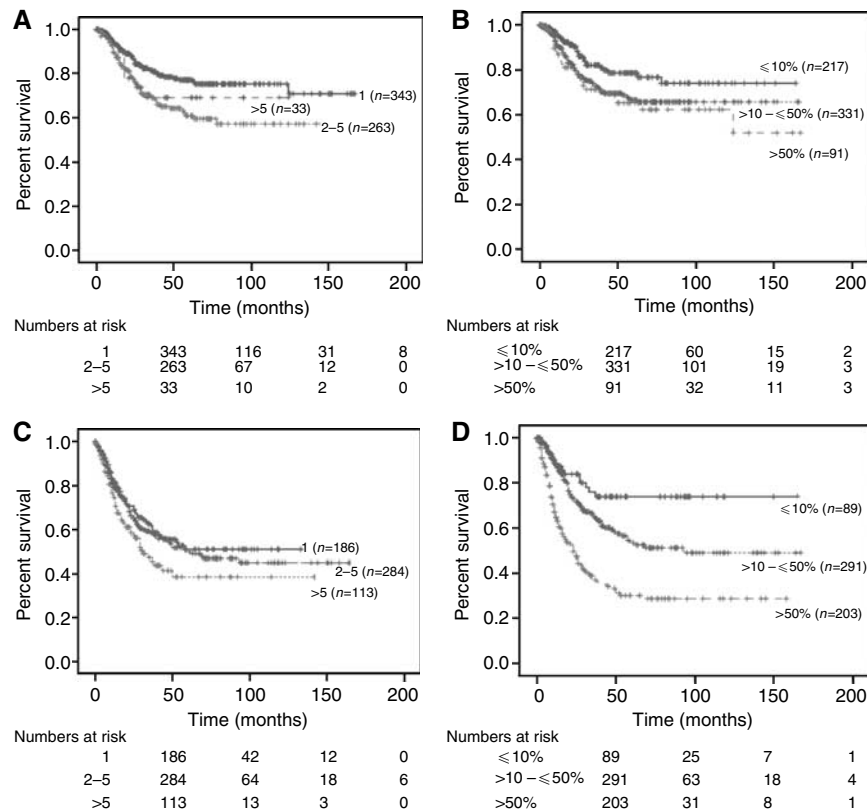 A
Percent survival
1.0
0.8
0.6
0.4
0.2
0.0
1 (n=343)
>5 (n=33)
2–5 (n=263)
0 50 100 150 200
Time (months)
Numbers at risk
1 343 116 31 8
2–5 263 67 12 0
>5 33 10 2 0
B
Percent survival
1.0
0.8
0.6
0.4
0.2
0.0
⩽10% (n=217)
>10 – ⩽50% (n=331)
>50% (n=91)
0 50 100 150 200
Time (months)
Numbers at risk
⩽10% 217 60 15 2
>10 – ⩽50% 331 101 19 3
>50% 91 32 11 3
C
Percent survival
1.0
0.8
0.6
0.4
0.2
0.0
1 (n=186)
2–5 (n=284)
>5 (n=113)
0 50 100 150 200
Time (months)
Numbers at risk
1 186 42 12 0
2–5 284 64 18 6
>5 113 13 3 0
D
Percent survival
1.0
0.8
0.6
0.4
0.2
0.0
⩽10% (n=89)
>10 – ⩽50% (n=291)
>50% (n=203)
0 50 100 150 200
Time (months)
Numbers at risk
⩽10% 89 25 7 1
>10 – ⩽50% 291 63 18 4
>50% 203 31 8 1